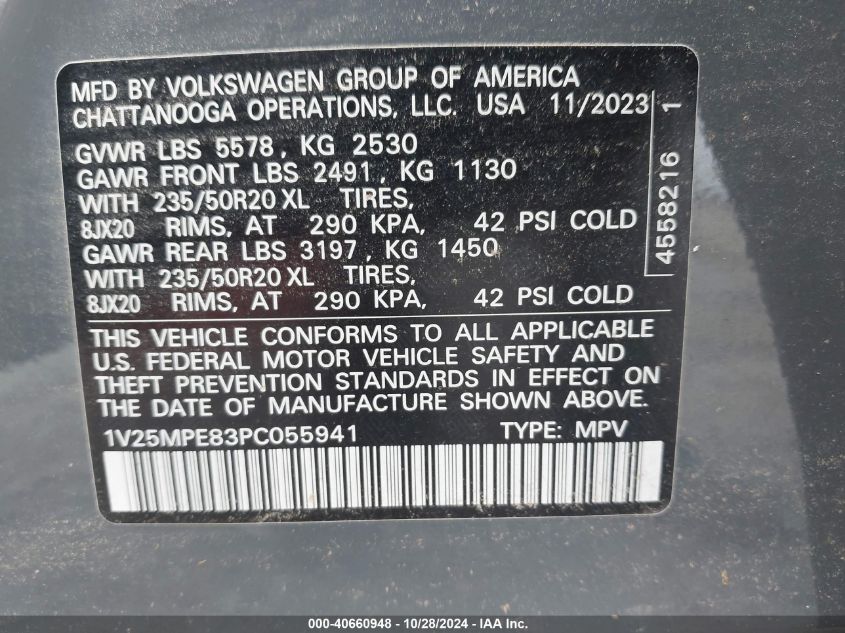 MFD BY VOLKSWAGEN GROUP OF AMERICA
CHATTANOOGA OPERATIONS, LLC. USA 11/2023
GVWR LBS 5578, KG 2530
GAWR FRONT LBS 2491, KG 1130
WITH 235/50R20 XL TIRES,
8JX20 RIMS, AT 290 KPA, 42 PSI COLD
GAWR REAR LBS 3197, KG 1450
WITH 235/50R20 XL TIRES,
8JX20 RIMS, AT 290 KPA, 42 PSI COLD
4558216 1
THIS VEHICLE CONFORMS TO ALL APPLICABLE
U.S. FEDERAL MOTOR VEHICLE SAFETY AND
THEFT PREVENTION STANDARDS IN EFFECT ON
THE DATE OF MANUFACTURE SHOWN ABOVE.
1V25MPE83PC055941 TYPE: MPV
000-40660948 - 10/28/2024 - © IAA, Inc.